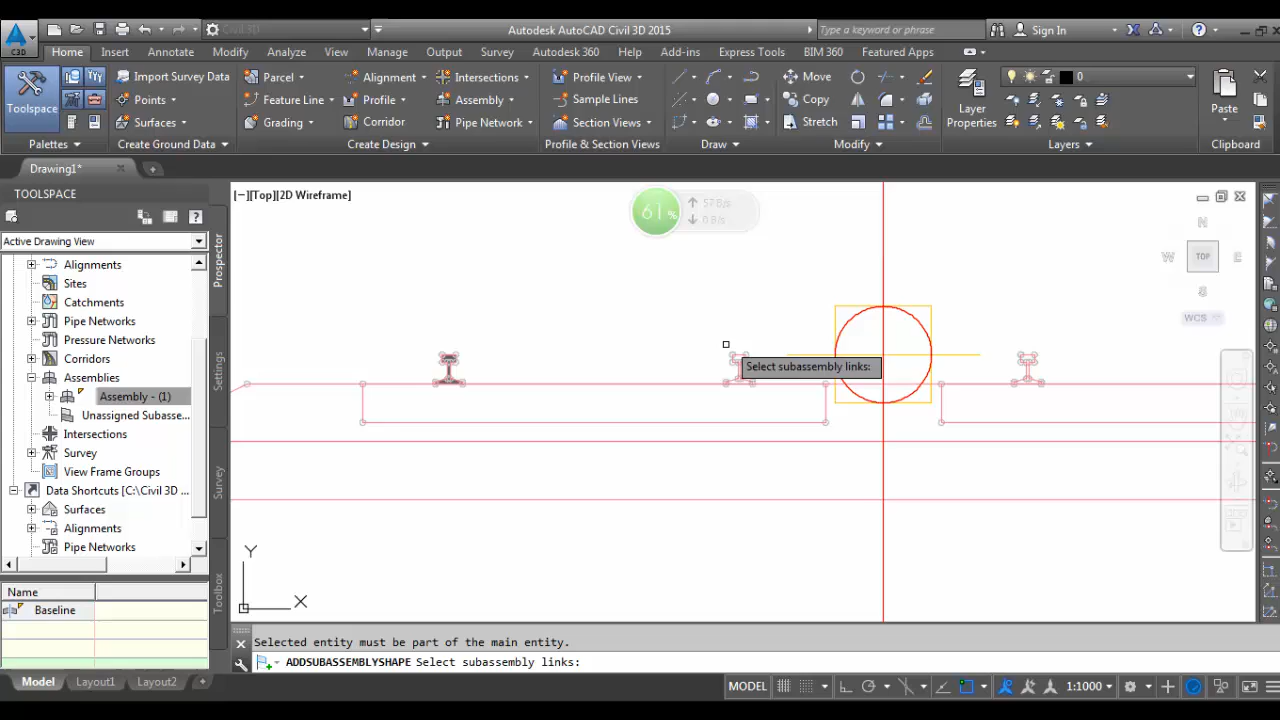 Civil 3D
Autodesk AutoCAD Civil 3D 2015
Type a keyword or phrase
Sign In
C3D
Home Insert Annotate Modify Analyze View Manage Output Survey Autodesk 360 Help Add-ins Express Tools BIM 360 Featured Apps
Toolspace
Palettes
Import Survey Data
Points
Surfaces
Create Ground Data
Parcel
Feature Line
Grading
Alignment
Profile
Corridor
Intersections
Assembly
Pipe Network
Create Design
Profile View
Sample Lines
Section Views
Profile & Section Views
Draw
Move
Copy
Stretch
Modify
Layer
Properties
0
Layers
Paste
Clipboard
Drawing1*
TOOLSPACE
Active Drawing View
Alignments
Sites
Catchments
Pipe Networks
Pressure Networks
Corridors
Assemblies
Assembly - (1)
Unassigned Subasse...
Intersections
Survey
View Frame Groups
Data Shortcuts [C:\Civil 3D ...
Surfaces
Alignments
Pipe Networks
Name
Baseline
Prospector
Settings
Survey
Toolbox
[−][Top][2D Wireframe]
61%
57B/s
0B/s
N
W TOP E
S
WCS
Select subassembly links:
Y
X
Selected entity must be part of the main entity.
ADDSUBASSEMBLYSHAPE Select subassembly links:
Model Layout1 Layout2 +
MODEL
1:1000